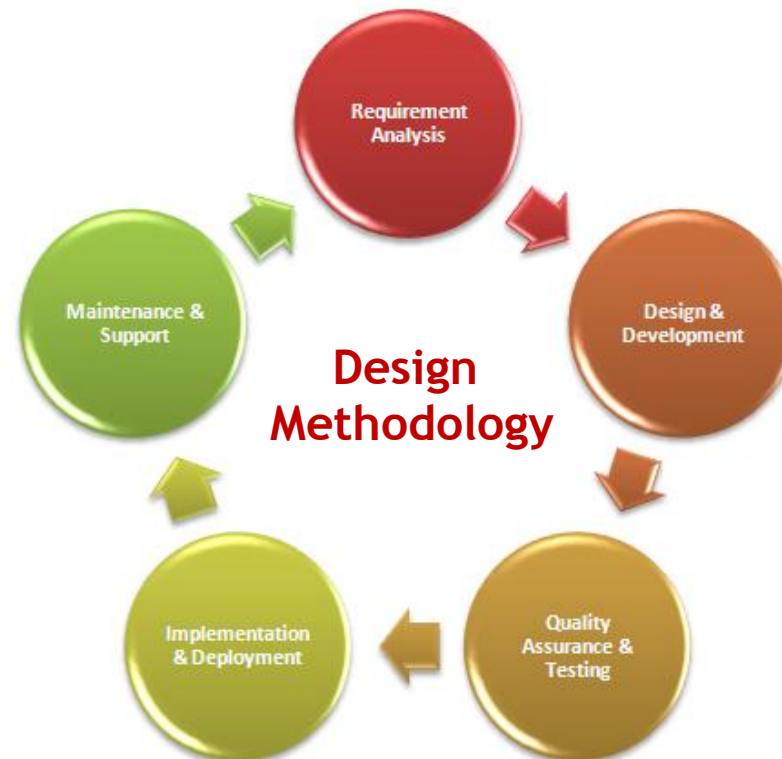 Requirement
Analysis
Design &
Development
Quality
Assurance &
Testing
Implementation
& Deployment
Maintenance &
Support
Design
Methodology